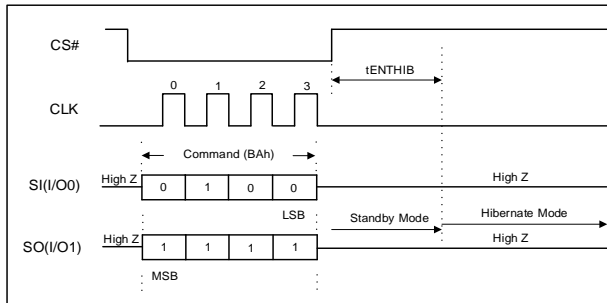 CS#
tENTHIB
0 1 2 3
CLK
Command (BAh)
High Z High Z
SI(I/O0) 0 1 0 0
LSB Standby Mode Hibernate Mode
High Z High Z
SO(I/O1) 1 1 1 1
MSB